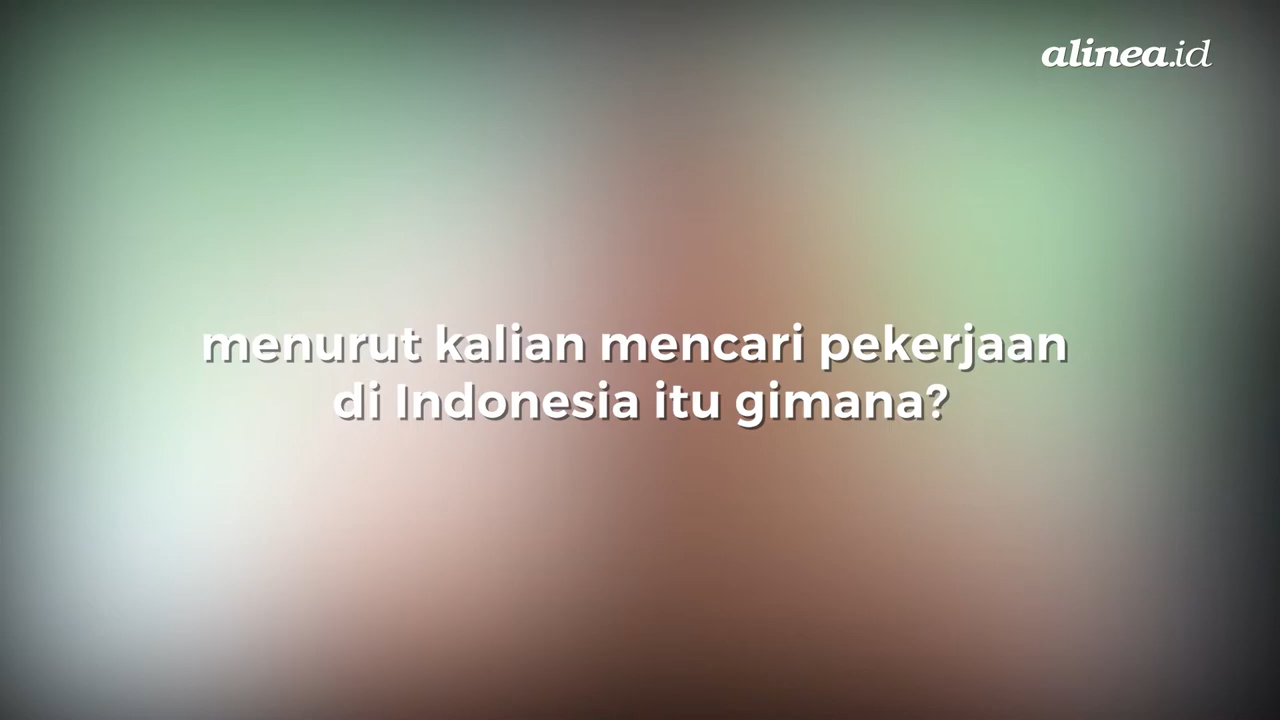 alinea.id
menurut kalian mencari pekerjaan
di Indonesia itu gimana?